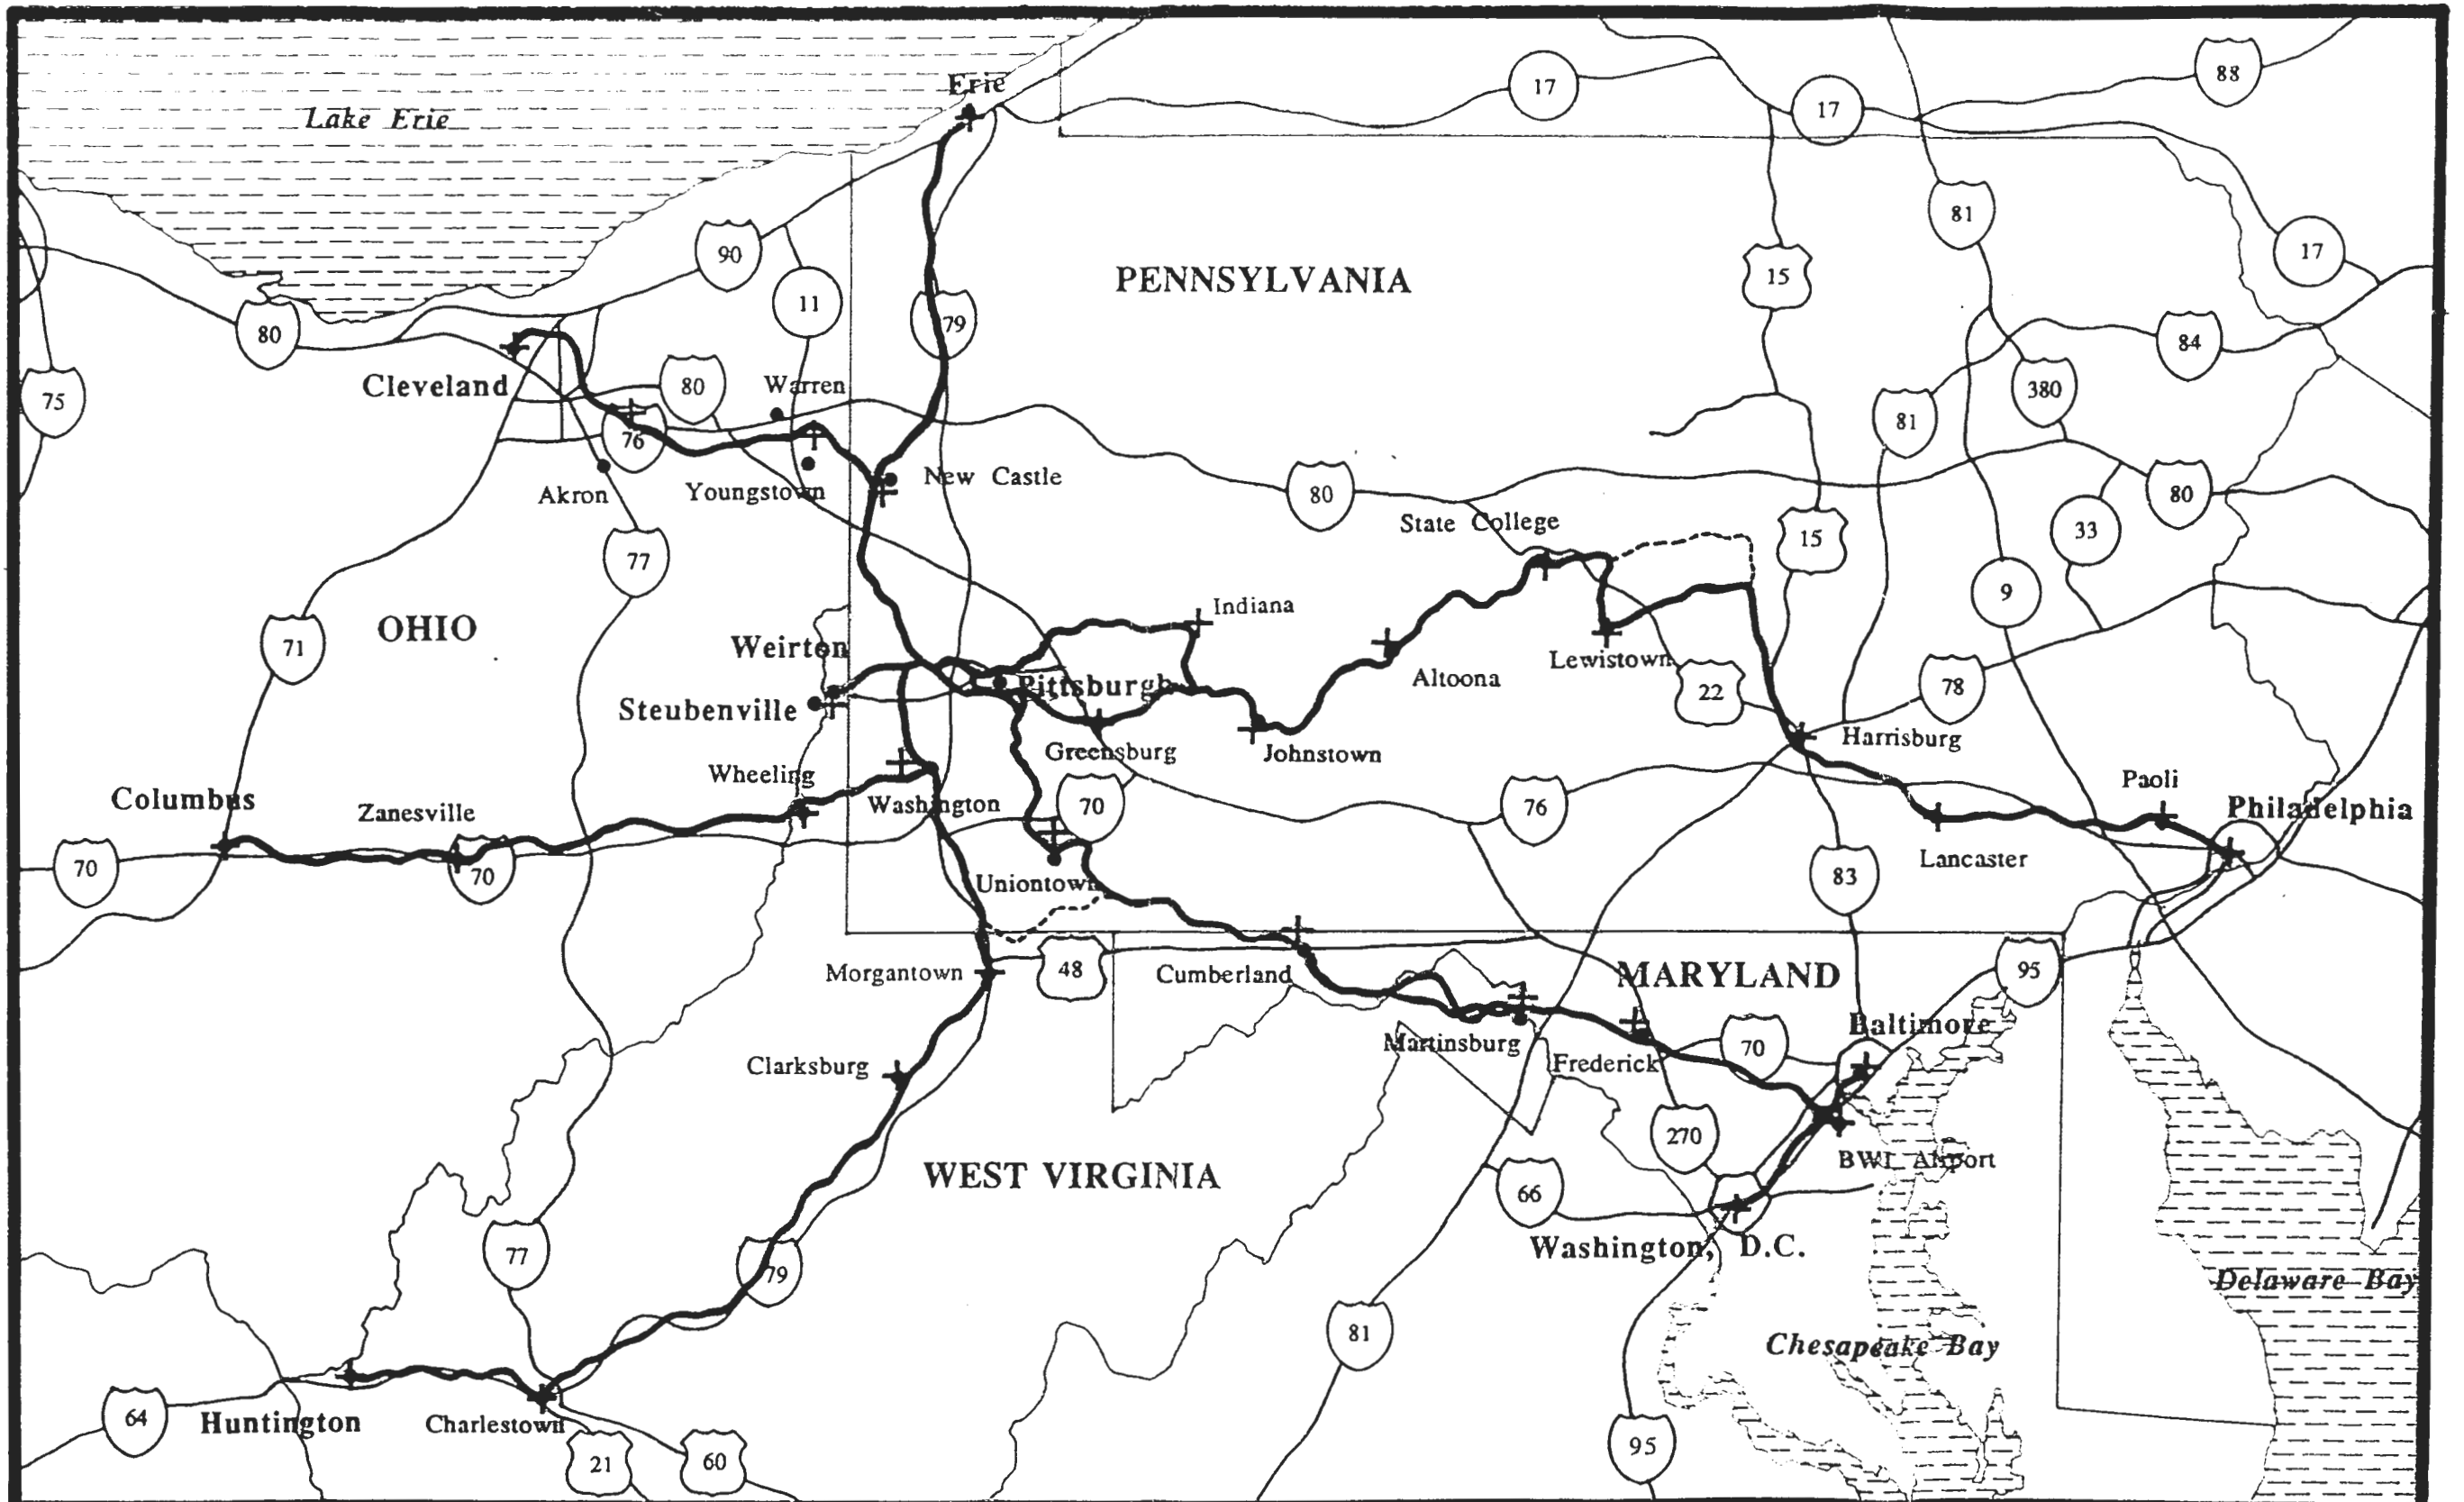 Erie
88
17
17
Lake Erie
81
90
17
PENNSYLVANIA
15
11
79
80
84
80
Warren
Cleveland
380
75
81
76
New Castle
Youngstown
Akron
80
80
State College
33
15
77
9
Indiana
OHIO
71
Weirton
Lewistown
Altoona
78
Pittsburgh
22
Steubenville
Harrisburg
Greensburg
Johnstown
Wheeling
Paoli
Columbus
Washington
70
76
Philadelphia
Zanesville
Lancaster
70
70
83
Uniontown
48
95
Morgantown
Cumberland
MARYLAND
Baltimore
Martinsburg
70
Frederick
Clarksburg
270
BWI Airport
WEST VIRGINIA
66
77
Washington, D.C.
79
Delaware Bay
81
Chesapeake Bay
64
Huntington
Charlestown
95
21
60